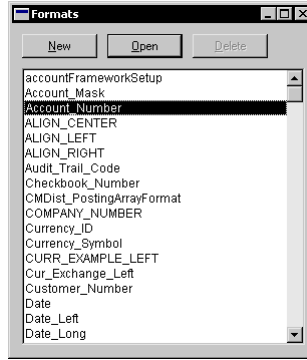 Formats
New Open Delete
accountFrameworkSetup
Account_Mask
Account_Number
ALIGN_CENTER
ALIGN_LEFT
ALIGN_RIGHT
Audit_Trail_Code
Checkbook_Number
CMDist_PostingArrayFormat
COMPANY_NUMBER
Currency_ID
Currency_Symbol
CURR_EXAMPLE_LEFT
Cur_Exchange_Left
Customer_Number
Date
Date_Left
Date_Long